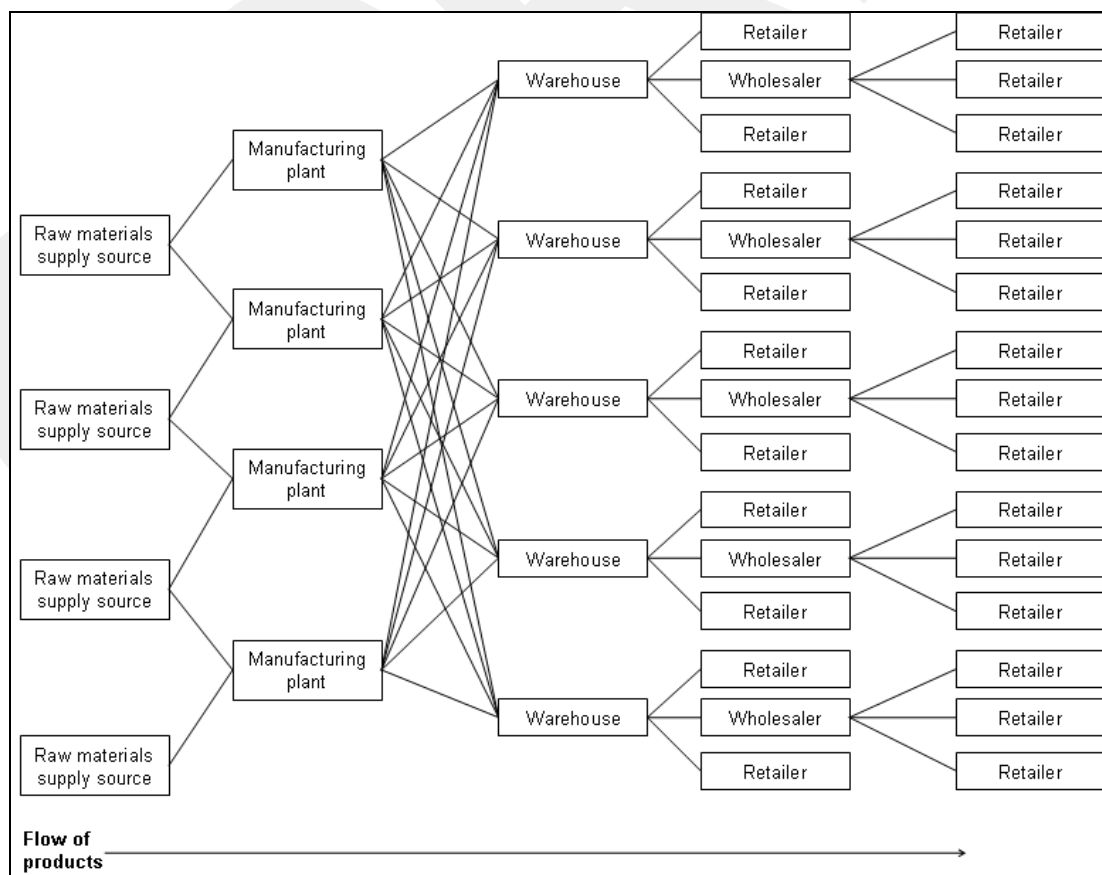 Retailer
Retailer
Warehouse
Wholesaler
Retailer
Retailer
Retailer
Manufacturing
plant
Retailer
Retailer
Raw materials
supply source
Warehouse
Wholesaler
Retailer
Retailer
Retailer
Manufacturing
plant
Retailer
Retailer
Raw materials
supply source
Warehouse
Wholesaler
Retailer
Retailer
Retailer
Manufacturing
plant
Retailer
Retailer
Raw materials
supply source
Warehouse
Wholesaler
Retailer
Retailer
Retailer
Manufacturing
plant
Retailer
Retailer
Warehouse
Wholesaler
Retailer
Raw materials
supply source
Retailer
Retailer
Flow of
products